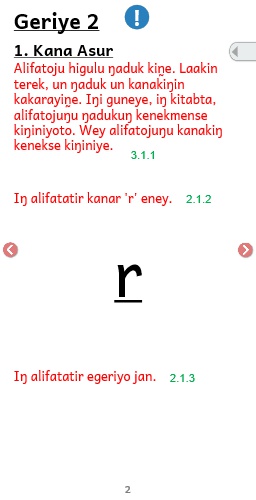 Geriye 2
!
1. Kana Asur
Alifatoju higulu ŋaduk kiñe. Laakin
terek, un ŋaduk un kanakiŋin
kakarayiŋe. Iŋi guneye, iŋ kitabta,
alifatojuŋu ŋadukuŋ kenekmense
kiŋiniyoto. Wey alifatojuŋu kanakiŋ
kenekse kiŋiniye.
3.1.1
Iŋ alifatatir kanar 'r' eney.
2.1.2
r
Iŋ alifatatir egeriyo jan.
2.1.3
2